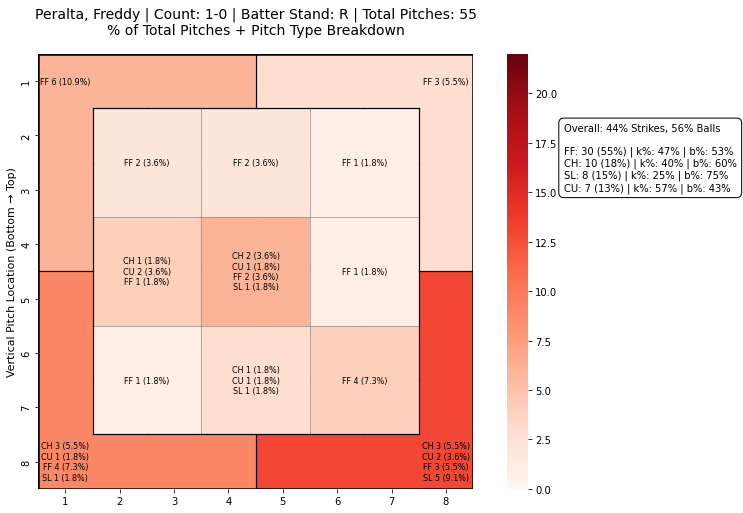 Peralta, Freddy | Count: 1-0 | Batter Stand: R | Total Pitches: 55
% of Total Pitches + Pitch Type Breakdown
Vertical Pitch Location (Bottom → Top)
1
2
3
4
5
6
7
8
FF 6 (10.9%)
FF 3 (5.5%)
FF 2 (3.6%)
FF 2 (3.6%)
FF 1 (1.8%)
CH 1 (1.8%)
CU 2 (3.6%)
FF 1 (1.8%)
CH 2 (3.6%)
CU 1 (1.8%)
FF 2 (3.6%)
SL 1 (1.8%)
FF 1 (1.8%)
FF 1 (1.8%)
CH 1 (1.8%)
CU 1 (1.8%)
SL 1 (1.8%)
FF 4 (7.3%)
CH 3 (5.5%)
CU 1 (1.8%)
FF 4 (7.3%)
SL 1 (1.8%)
CH 3 (5.5%)
CU 2 (3.6%)
FF 3 (5.5%)
SL 5 (9.1%)
1 2 3 4 5 6 7 8
20.0
17.5
15.0
12.5
10.0
7.5
5.0
2.5
0.0
Overall: 44% Strikes, 56% Balls
FF: 30 (55%) | k%: 47% | b%: 53%
CH: 10 (18%) | k%: 40% | b%: 60%
SL: 8 (15%) | k%: 25% | b%: 75%
CU: 7 (13%) | k%: 57% | b%: 43%